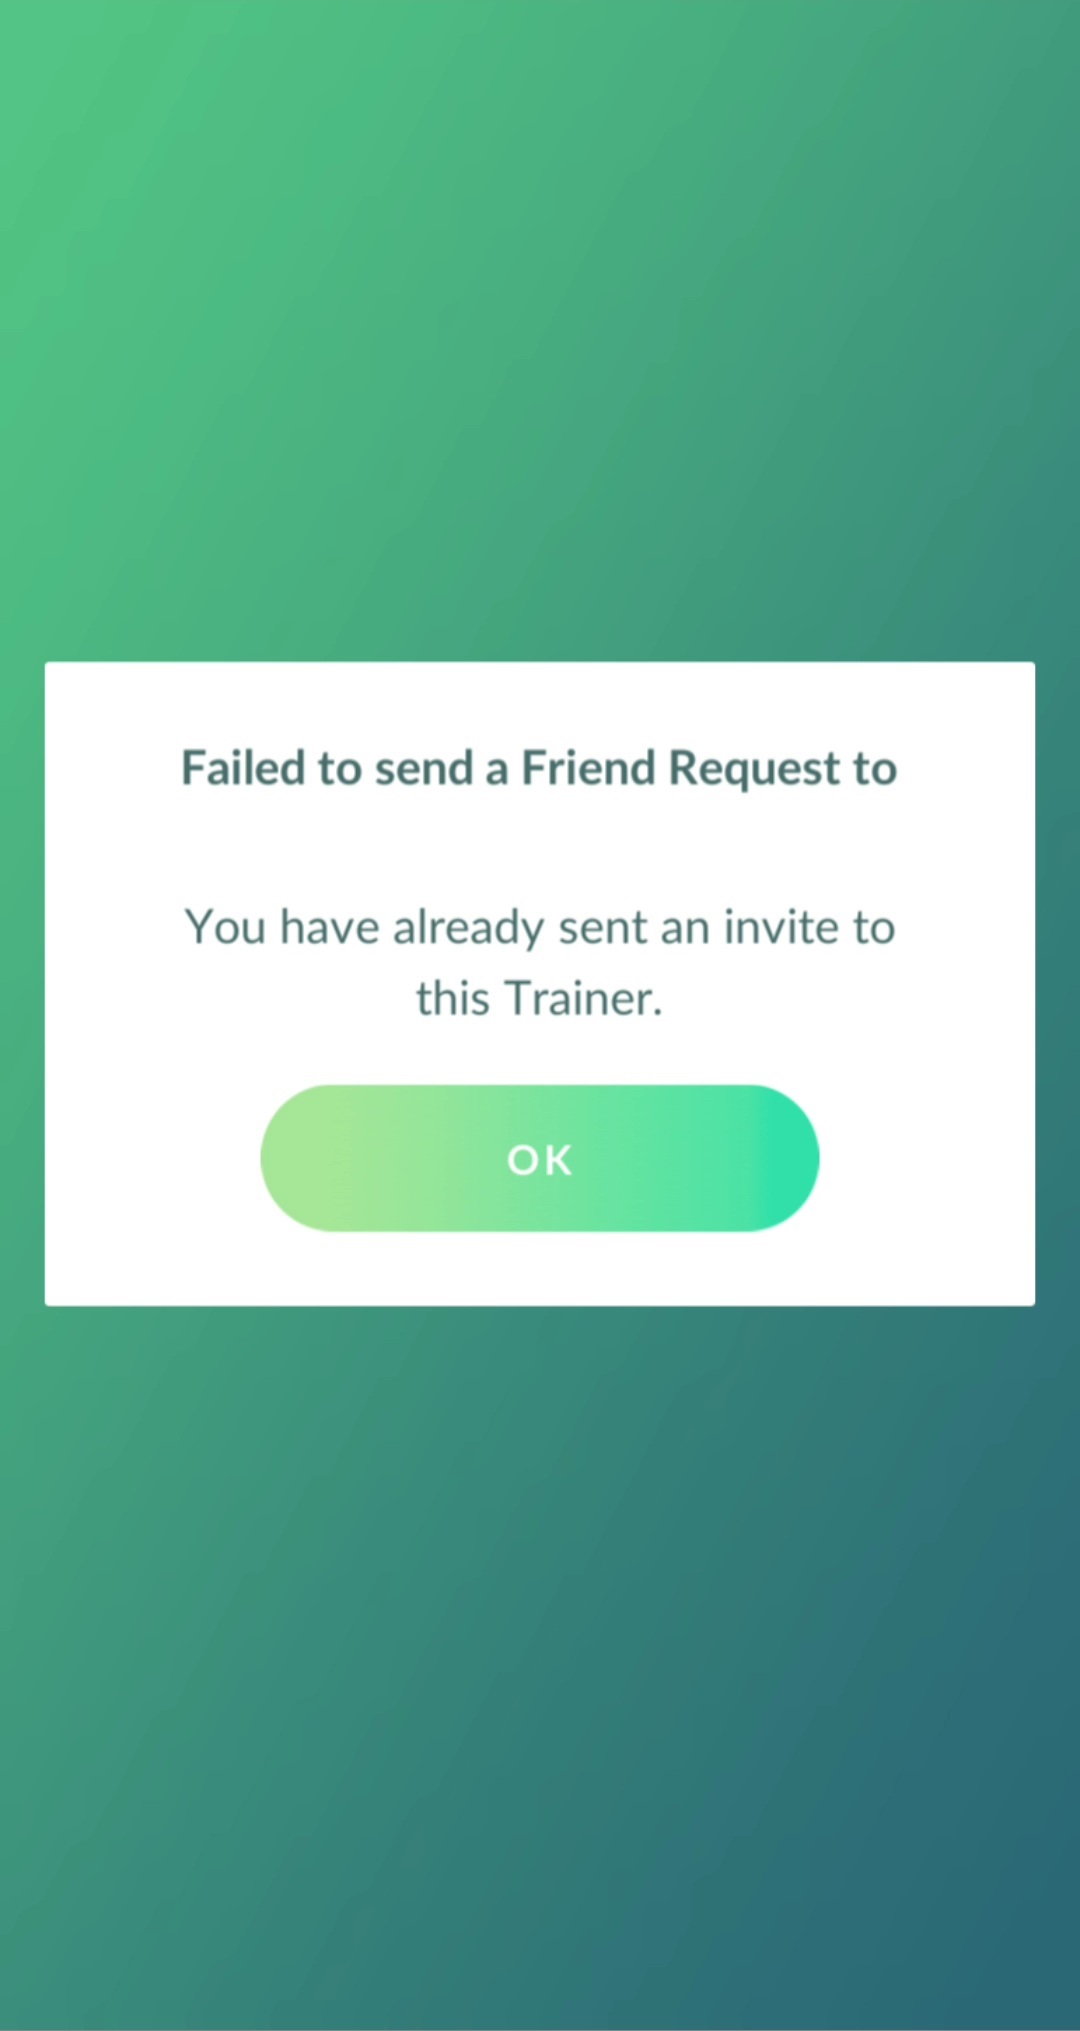 Failed to send a Friend Request to
You have already sent an invite to
this Trainer.
OK